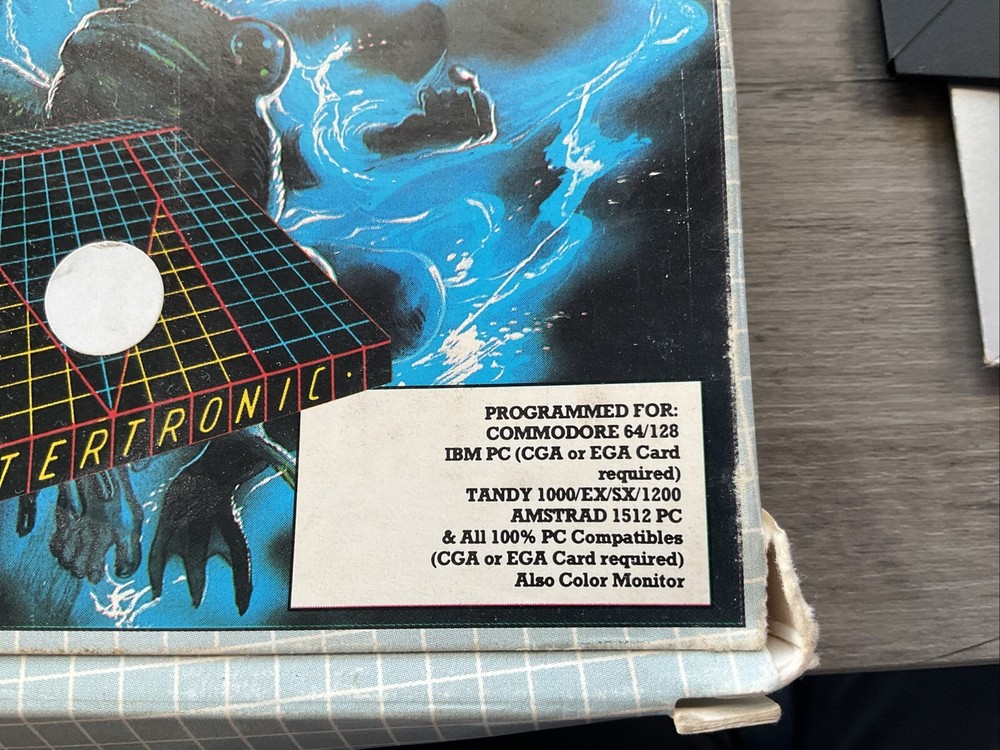 TERTRONIC
PROGRAMMED FOR:
COMMODORE 64/128
IBM PC (CGA or EGA Card
required)
TANDY 1000/EX/SX/1200
AMSTRAD 1512 PC
& All 100% PC Compatibles
(CGA or EGA Card required)
Also Color Monitor